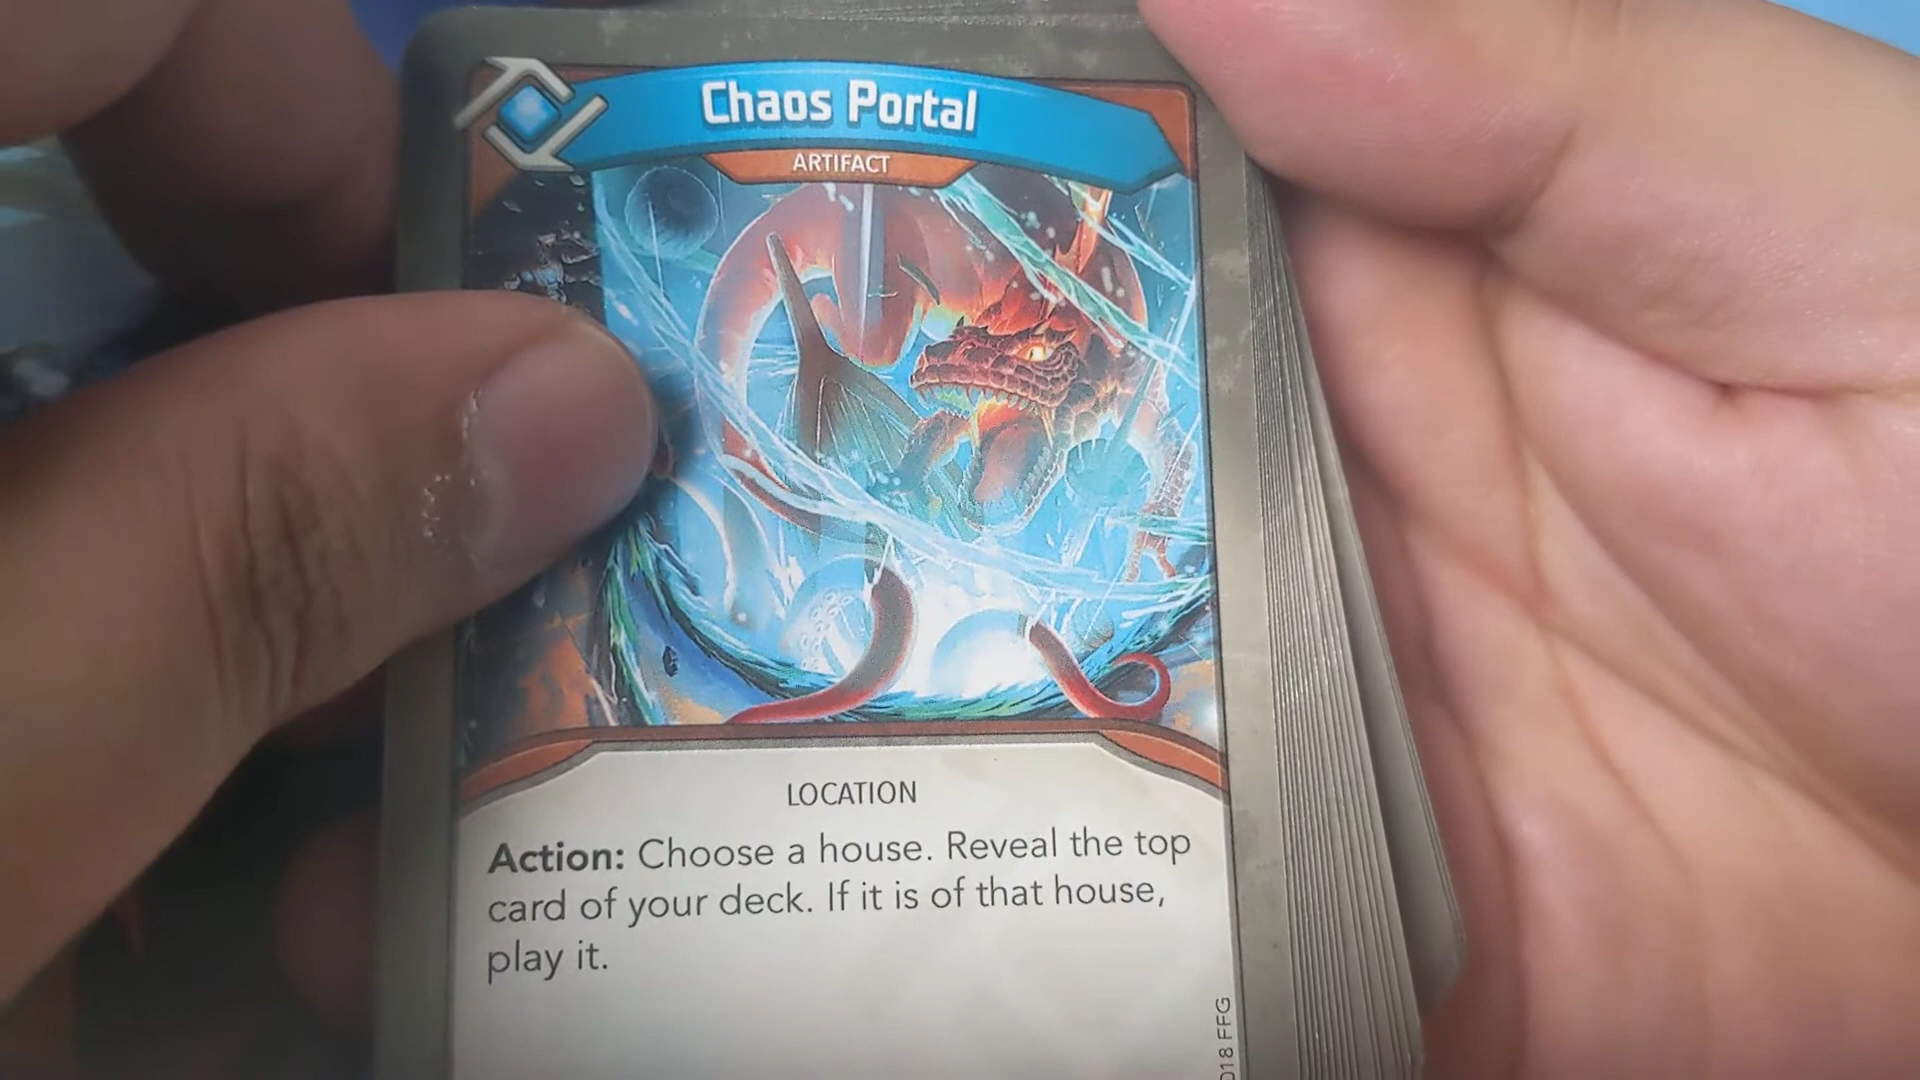 Chaos Portal
ARTIFACT
LOCATION
Action: Choose a house. Reveal the top
card of your deck. If it is of that house,
play it.
018 FFG